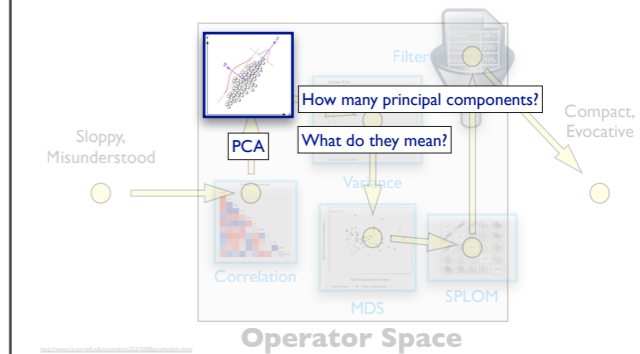 Filter
How many principal components?
What do they mean?
PCA
Sloppy,
Misunderstood
Compact,
Evocative
Variance
Correlation
MDS
SPLOM
Operator Space